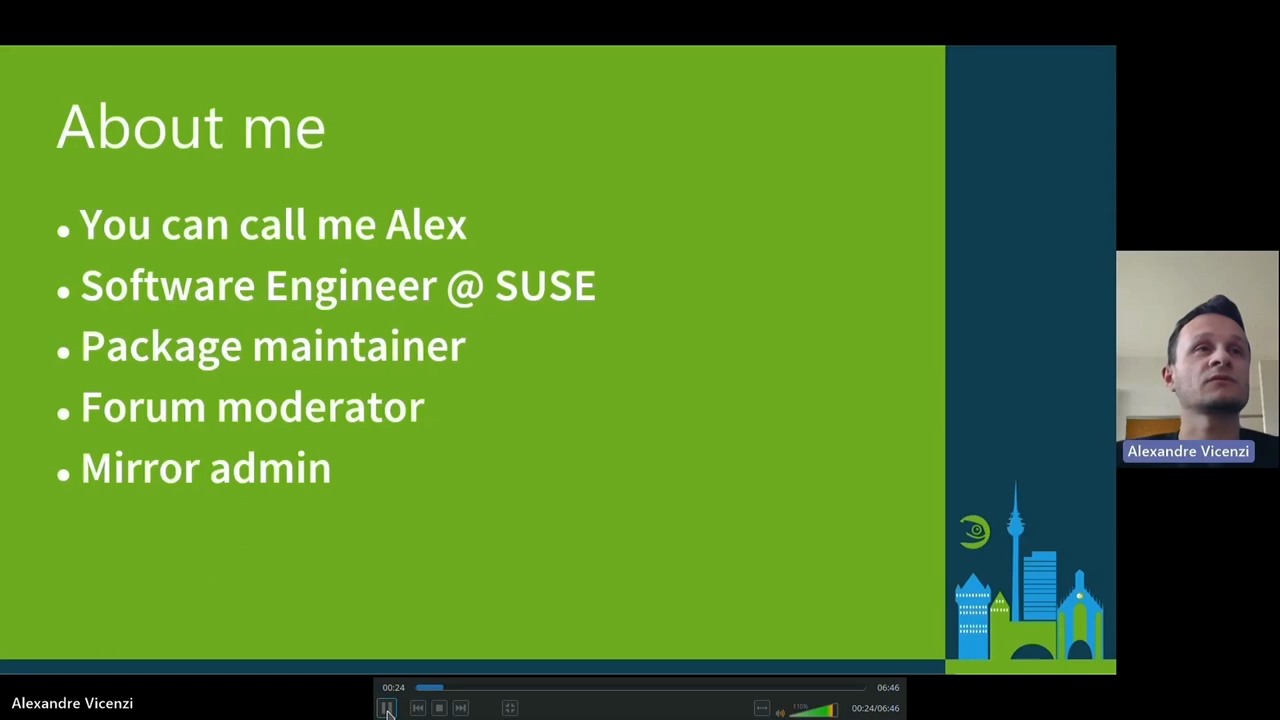 About me
You can call me Alex
Software Engineer @ SUSE
Package maintainer
Forum moderator
Mirror admin
Alexandre Vicenzi
Alexandre Vicenzi
00:24
06:46
110%
00:24/06:46